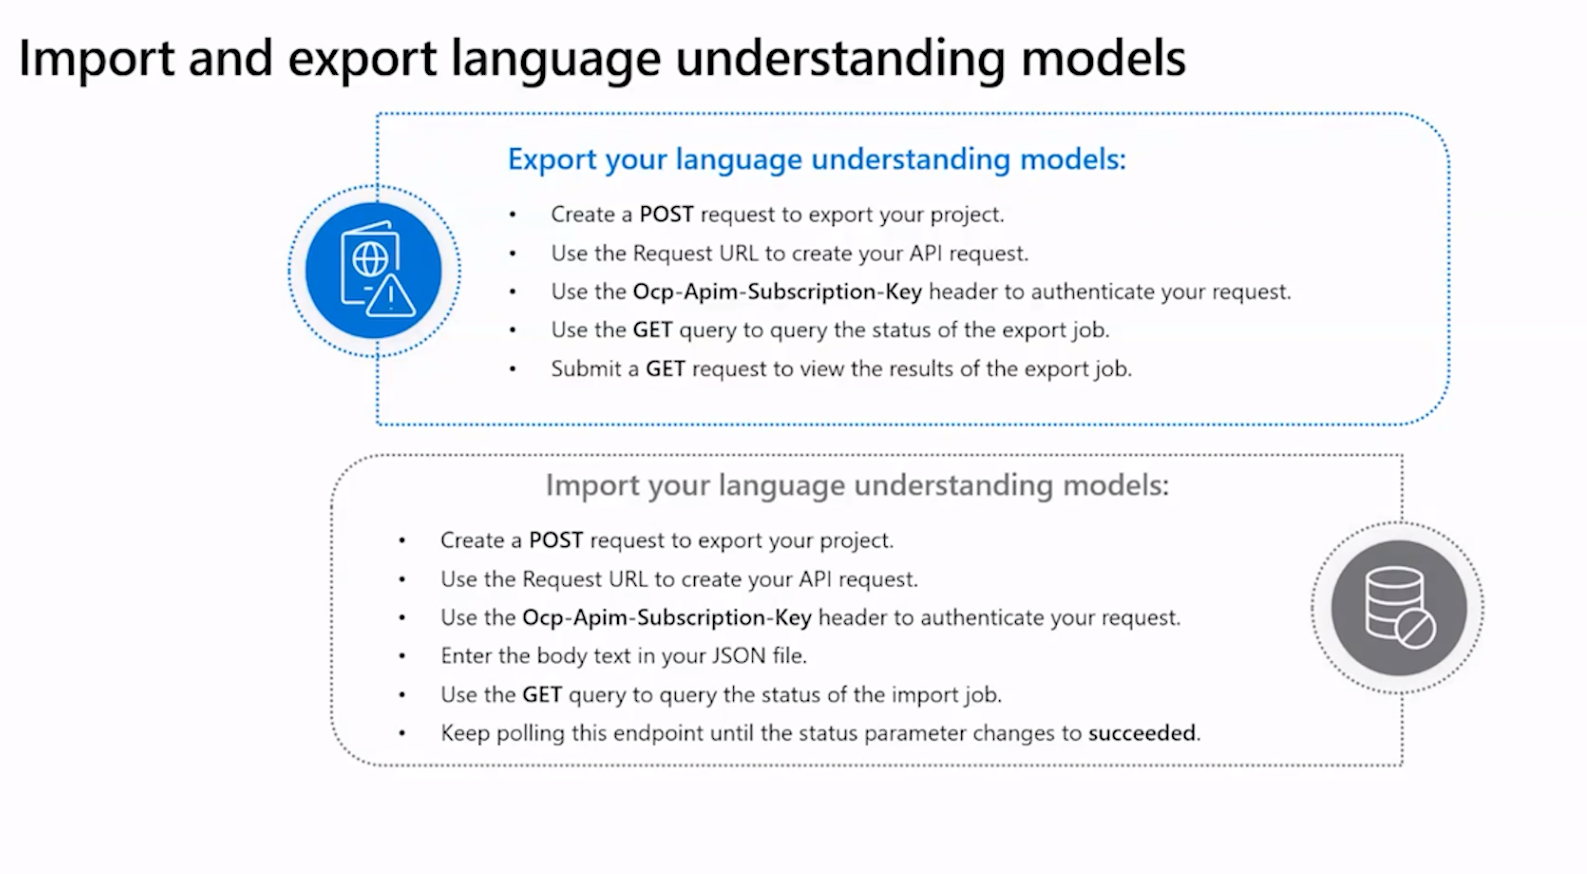 Import and export language understanding models
Export your language understanding models:
• Create a POST request to export your project.
• Use the Request URL to create your API request.
• Use the Ocp-Apim-Subscription-Key header to authenticate your request.
• Use the GET query to query the status of the export job.
• Submit a GET request to view the results of the export job.
Import your language understanding models:
• Create a POST request to export your project.
• Use the Request URL to create your API request.
• Use the Ocp-Apim-Subscription-Key header to authenticate your request.
• Enter the body text in your JSON file.
• Use the GET query to query the status of the import job.
• Keep polling this endpoint until the status parameter changes to succeeded.